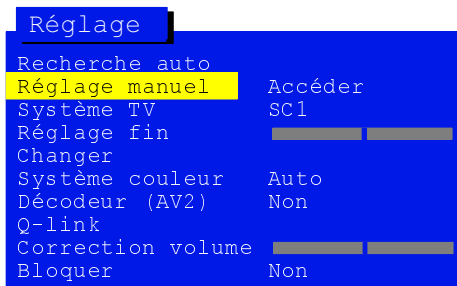 Réglage
Recherche auto
Réglage manuel Accéder
Système TV SC1
Réglage fin
Changer
Système couleur Auto
Décodeur (AV2) Non
Q-link
Correction volume
Bloquer Non